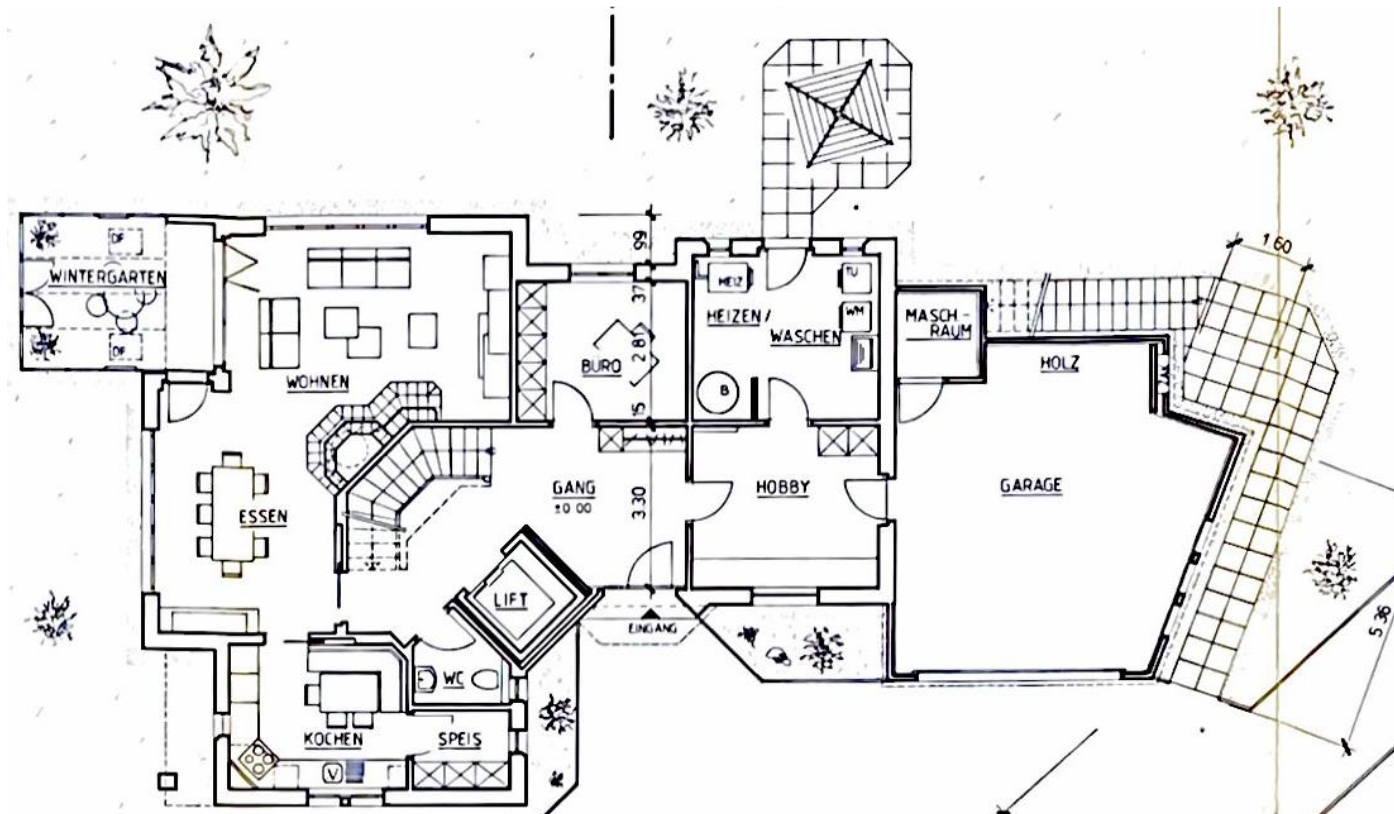 1.60
99
WINTERGARTEN
DF
DF
HEIZ
TU
WM
HEIZEN /
WASCHEN
B
MASCH-
RAUM
HOLZ
37
2.81
15
BÜRO
WOHNEN
ESSEN
GANG
±0.00
3.30
HOBBY
GARAGE
LIFT
EINGANG
WC
KOCHEN
SPEIS
V
5.36